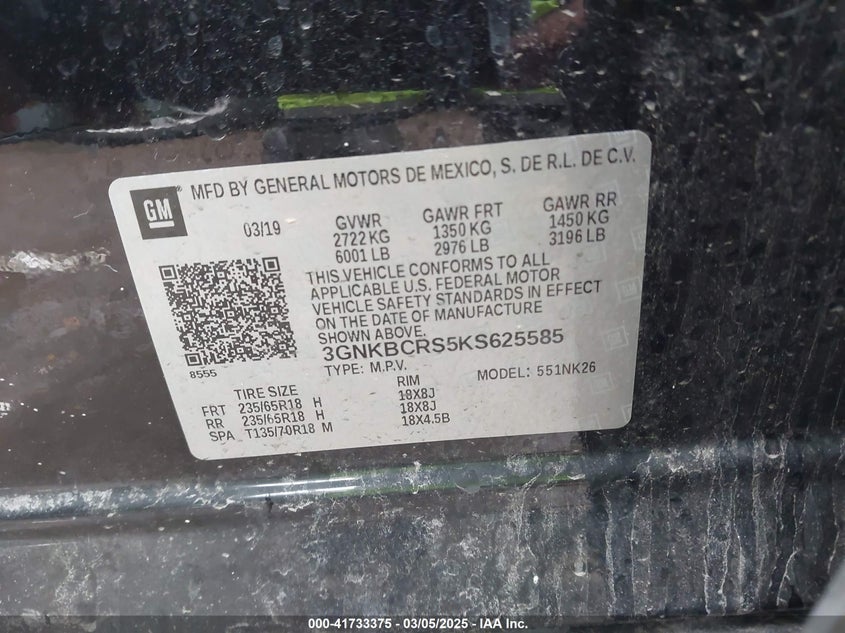 GM
MFD BY GENERAL MOTORS DE MEXICO, S. DE R.L. DE C.V.
03/19 GVWR GAWR FRT GAWR RR
2722 KG 1350 KG 1450 KG
6001 LB 2976 LB 3196 LB
THIS VEHICLE CONFORMS TO ALL
APPLICABLE U.S. FEDERAL MOTOR
VEHICLE SAFETY STANDARDS IN EFFECT
ON THE DATE OF MANUFACTURE
SHOWN ABOVE.
3GNKBCRS5KS625585
8555
TYPE: M.P.V. MODEL: 551NK26
TIRE SIZE RIM
FRT 235/65R18 H 18X8J
RR 235/65R18 H 18X8J
SPA T135/70R18 M 18X4.5B
000-41733375 - 03/05/2025 - IAA Inc.